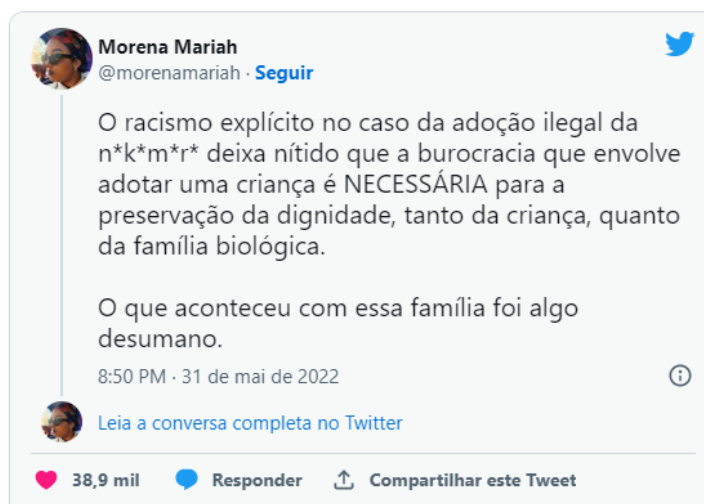 Morena Mariah
@morenamariah · Seguir
O racismo explícito no caso da adoção ilegal da
n*k*m*r* deixa nítido que a burocracia que envolve
adotar uma criança é NECESSÁRIA para a
preservação da dignidade, tanto da criança, quanto
da família biológica.
O que aconteceu com essa família foi algo
desumano.
8:50 PM · 31 de mai de 2022
Leia a conversa completa no Twitter
38,9 mil Responder Compartilhar este Tweet